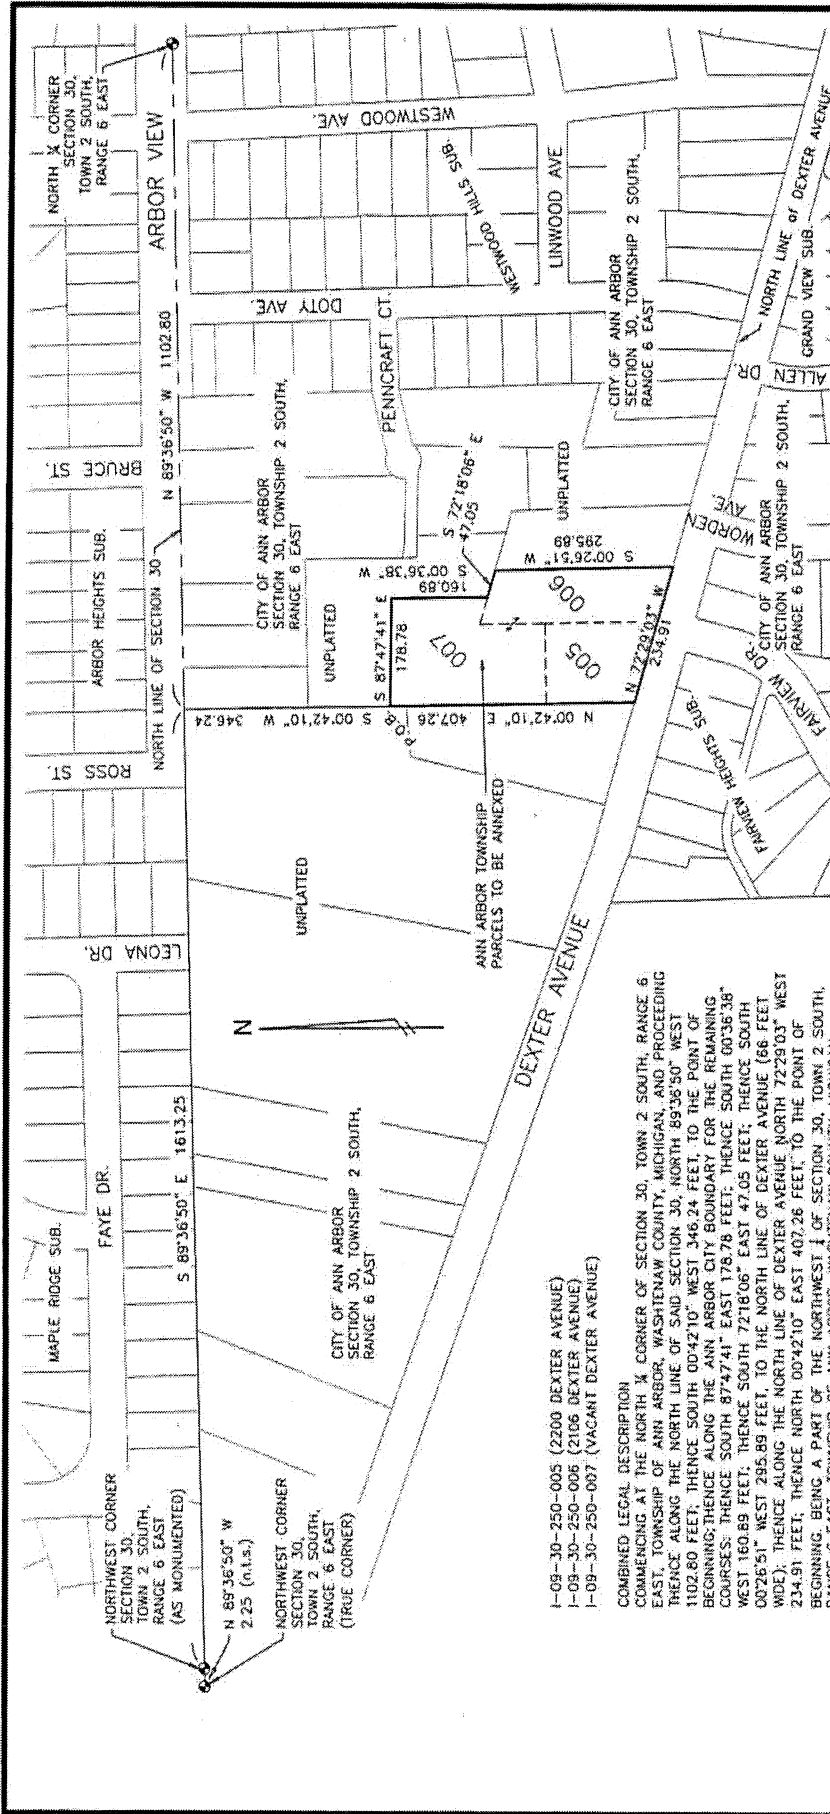 NORTH ¼ CORNER
SECTION 30,
TOWN 2 SOUTH,
RANGE 6 EAST
ARBOR VIEW
WESTWOOD AVE.
WESTWOOD HILLS SUB.
LINWOOD AVE.
DOTY AVE.
PENNCRAFT CT.
CITY OF ANN ARBOR
SECTION 30, TOWNSHIP 2 SOUTH,
RANGE 6 EAST
NORTH LINE of DEXTER AVENUE
GRAND VIEW SUB.
ALLEN DR.
BRUCE ST.
N 89°36'50" W 1102.80
ARBOR HEIGHTS SUB.
NORTH LINE OF SECTION 30
CITY OF ANN ARBOR
SECTION 30, TOWNSHIP 2 SOUTH,
RANGE 6 EAST
UNPLATTED
S 72°18'06" E
47.05
UNPLATTED
WORDEN AVE.
CITY OF ANN ARBOR
SECTION 30, TOWNSHIP 2 SOUTH,
RANGE 6 EAST
S 00°36'38" W
160.89
S 87°47'41" E
178.78
S 00°26'51" W
295.89
006
007
005
N 72°29'03" W
234.91
S 00°42'10" W 346.24
P.O.B.
N 00°42'10" E 407.26
FAIRVIEW DR.
FAIRVIEW HEIGHTS SUB.
ROSS ST.
UNPLATTED
ANN ARBOR TOWNSHIP
PARCELS TO BE ANNEXED
LEONA DR.
N
DEXTER AVENUE
MAPLE RIDGE SUB.
FAYE DR.
S 89°36'50" E 1613.25
CITY OF ANN ARBOR
SECTION 30, TOWNSHIP 2 SOUTH,
RANGE 6 EAST
NORTHWEST CORNER
SECTION 30,
TOWN 2 SOUTH,
RANGE 6 EAST
(AS MONUMENTED)
N 89°36'50" W
2.25 (n.t.s.)
NORTHWEST CORNER
SECTION 30,
TOWN 2 SOUTH,
RANGE 6 EAST
(TRUE CORNER)
I-09-30-250-005 (2200 DEXTER AVENUE)
I-09-30-250-006 (2106 DEXTER AVENUE)
I-09-30-250-007 (VACANT DEXTER AVENUE)
COMBINED LEGAL DESCRIPTION
COMMENCING AT THE NORTH ¼ CORNER OF SECTION 30, TOWN 2 SOUTH, RANGE 6
EAST, TOWNSHIP OF ANN ARBOR, WASHTENAW COUNTY, MICHIGAN, AND PROCEEDING
THENCE ALONG THE NORTH LINE OF SAID SECTION 30, NORTH 89°36'50" WEST
1102.80 FEET; THENCE SOUTH 00°42'10" WEST 346.24 FEET, TO THE POINT OF
BEGINNING; THENCE ALONG THE ANN ARBOR CITY BOUNDARY FOR THE REMAINING
COURSES: THENCE SOUTH 87°47'41" EAST 178.78 FEET; THENCE SOUTH 00°36'38"
WEST 160.89 FEET; THENCE SOUTH 72°18'06" EAST 47.05 FEET; THENCE SOUTH
00°26'51" WEST 295.89 FEET, TO THE NORTH LINE OF DEXTER AVENUE (66 FEET
WIDE); THENCE ALONG THE NORTH LINE OF DEXTER AVENUE NORTH 72°29'03" WEST
234.91 FEET; THENCE NORTH 00°42'10" EAST 407.26 FEET, TO THE POINT OF
BEGINNING. BEING A PART OF THE NORTHWEST ¼ OF SECTION 30, TOWN 2 SOUTH,